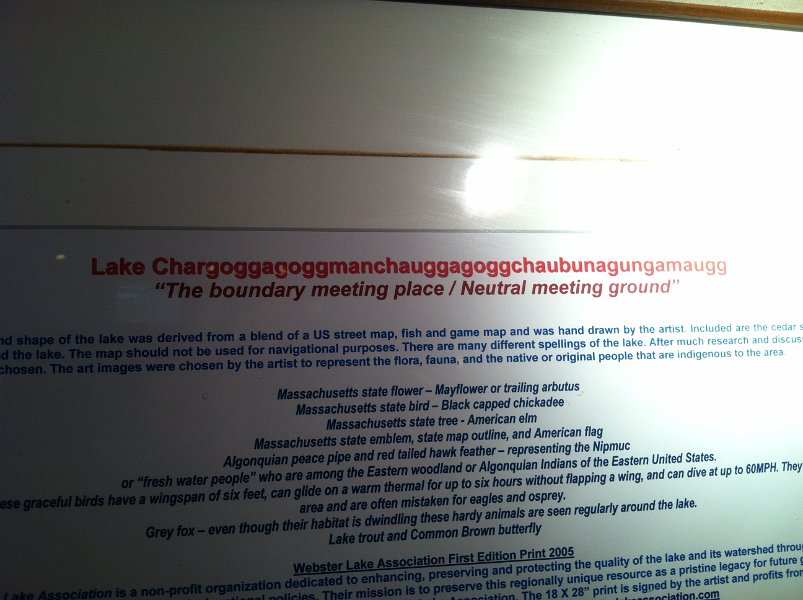 Lake Chargoggagoggmanchauggagoggchaubunagungamaugg
“The boundary meeting place / Neutral meeting ground”
shape of the lake was derived from a blend of a US street map, fish and game map and was hand drawn by the artist. Included are the cedar
the lake. The map should not be used for navigational purposes. There are many different spellings of the lake. After much research and
chosen. The art images were chosen by the artist to represent the flora, fauna, and the native or original people that are indigenous to the area.
Massachusetts state flower – Mayflower or trailing arbutus
Massachusetts state bird – Black capped chickadee
Massachusetts state tree - American elm
Massachusetts state emblem, state map outline, and American flag
Algonquian peace pipe and red tailed hawk feather – representing the Nipmuc
or “fresh water people” who are among the Eastern woodland or Algonquian Indians of the Eastern United States.
graceful birds have a wingspan of six feet, can glide on a warm thermal for up to six hours without flapping a wing, and can dive at up to 60MPH. They
area and are often mistaken for eagles and osprey.
Grey fox – even though their habitat is dwindling these hardy animals are seen regularly around the lake.
Lake trout and Common Brown butterfly
Webster Lake Association First Edition Print 2005
Lake Association is a non-profit organization dedicated to enhancing, preserving and protecting the quality of the lake and its watershed
policies. Their mission is to preserve this regionally unique resource as a pristine legacy for future
Association. The 18 X 28” print is signed by the artist and profits from